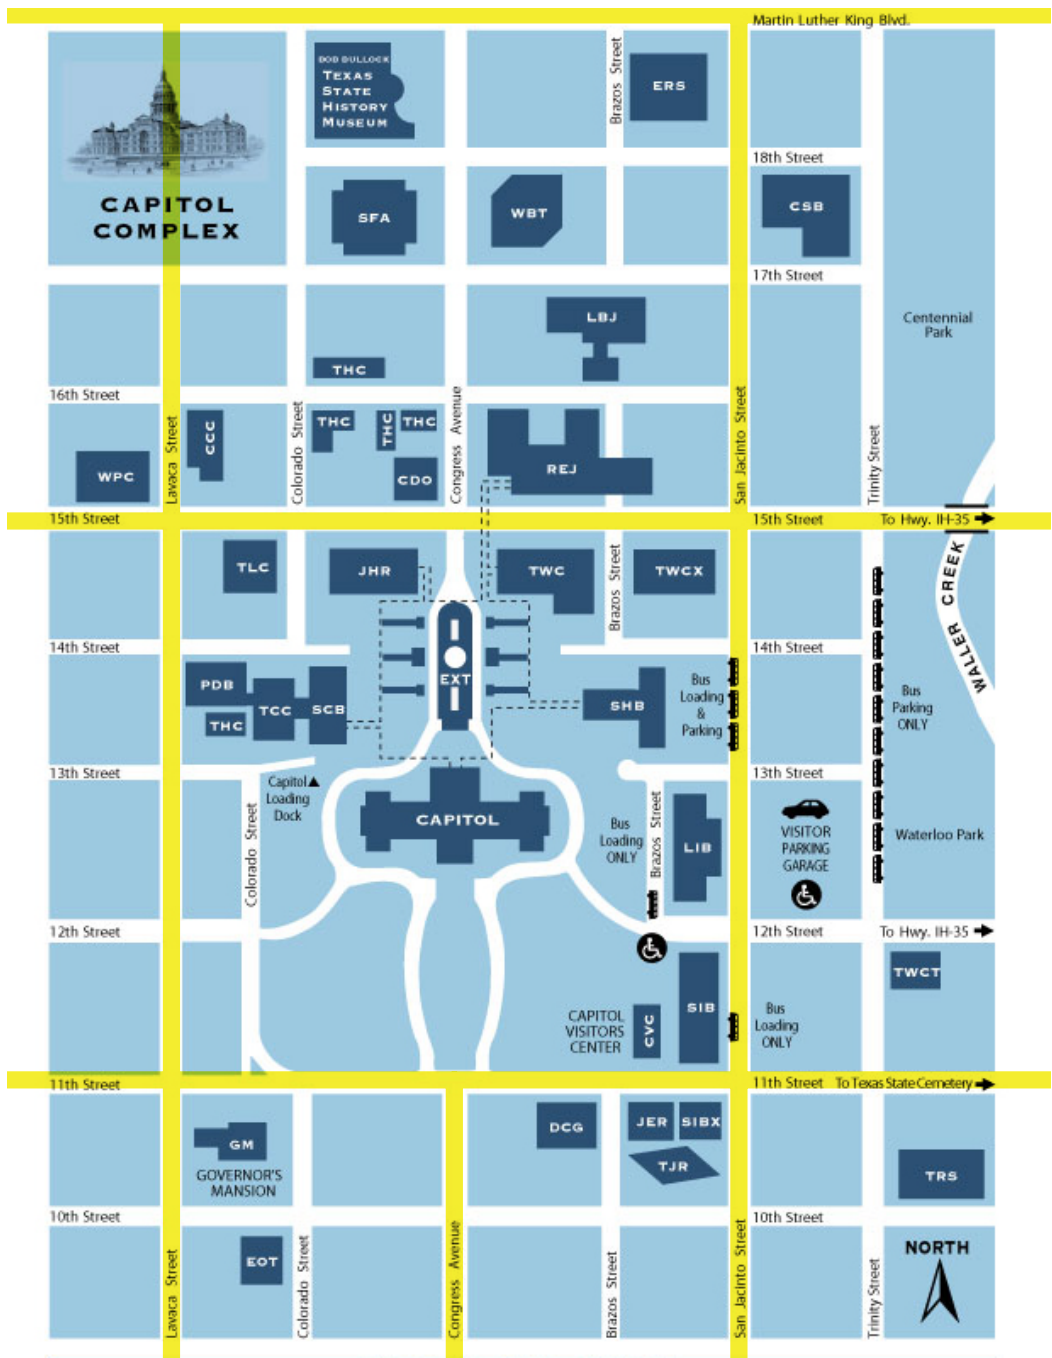 Martin Luther King Blvd.
CAPITOL
COMPLEX
BOB BULLOCK
TEXAS
STATE
HISTORY
MUSEUM
Brazos Street
ERS
18th Street
SFA
WBT
CSB
17th Street
LBJ
Centennial
Park
THC
16th Street
Lavaca Street
CCC
Colorado Street
THC
THC
THC
Congress Avenue
San Jacinto Street
Trinity Street
WPC
CDO
REJ
15th Street
15th Street
To Hwy. IH-35
TLC
JHR
TWC
Brazos Street
TWCX
WALLER CREEK
14th Street
14th Street
PDB
TCC
SCB
THC
EXT
SHB
Bus
Loading
&
Parking
Bus
Parking
ONLY
13th Street
13th Street
Capitol
Loading
Dock
Colorado Street
CAPITOL
Bus
Loading
ONLY
Brazos Street
LIB
VISITOR
PARKING
GARAGE
Waterloo Park
12th Street
12th Street
To Hwy. IH-35
TWCT
CAPITOL
VISITORS
CENTER
CVC
SIB
Bus
Loading
ONLY
11th Street
11th Street
To Texas State Cemetery
GM
GOVERNOR'S
MANSION
DCG
JER
SIBX
TJR
TRS
10th Street
10th Street
Lavaca Street
EOT
Colorado Street
Congress Avenue
Brazos Street
San Jacinto Street
Trinity Street
NORTH